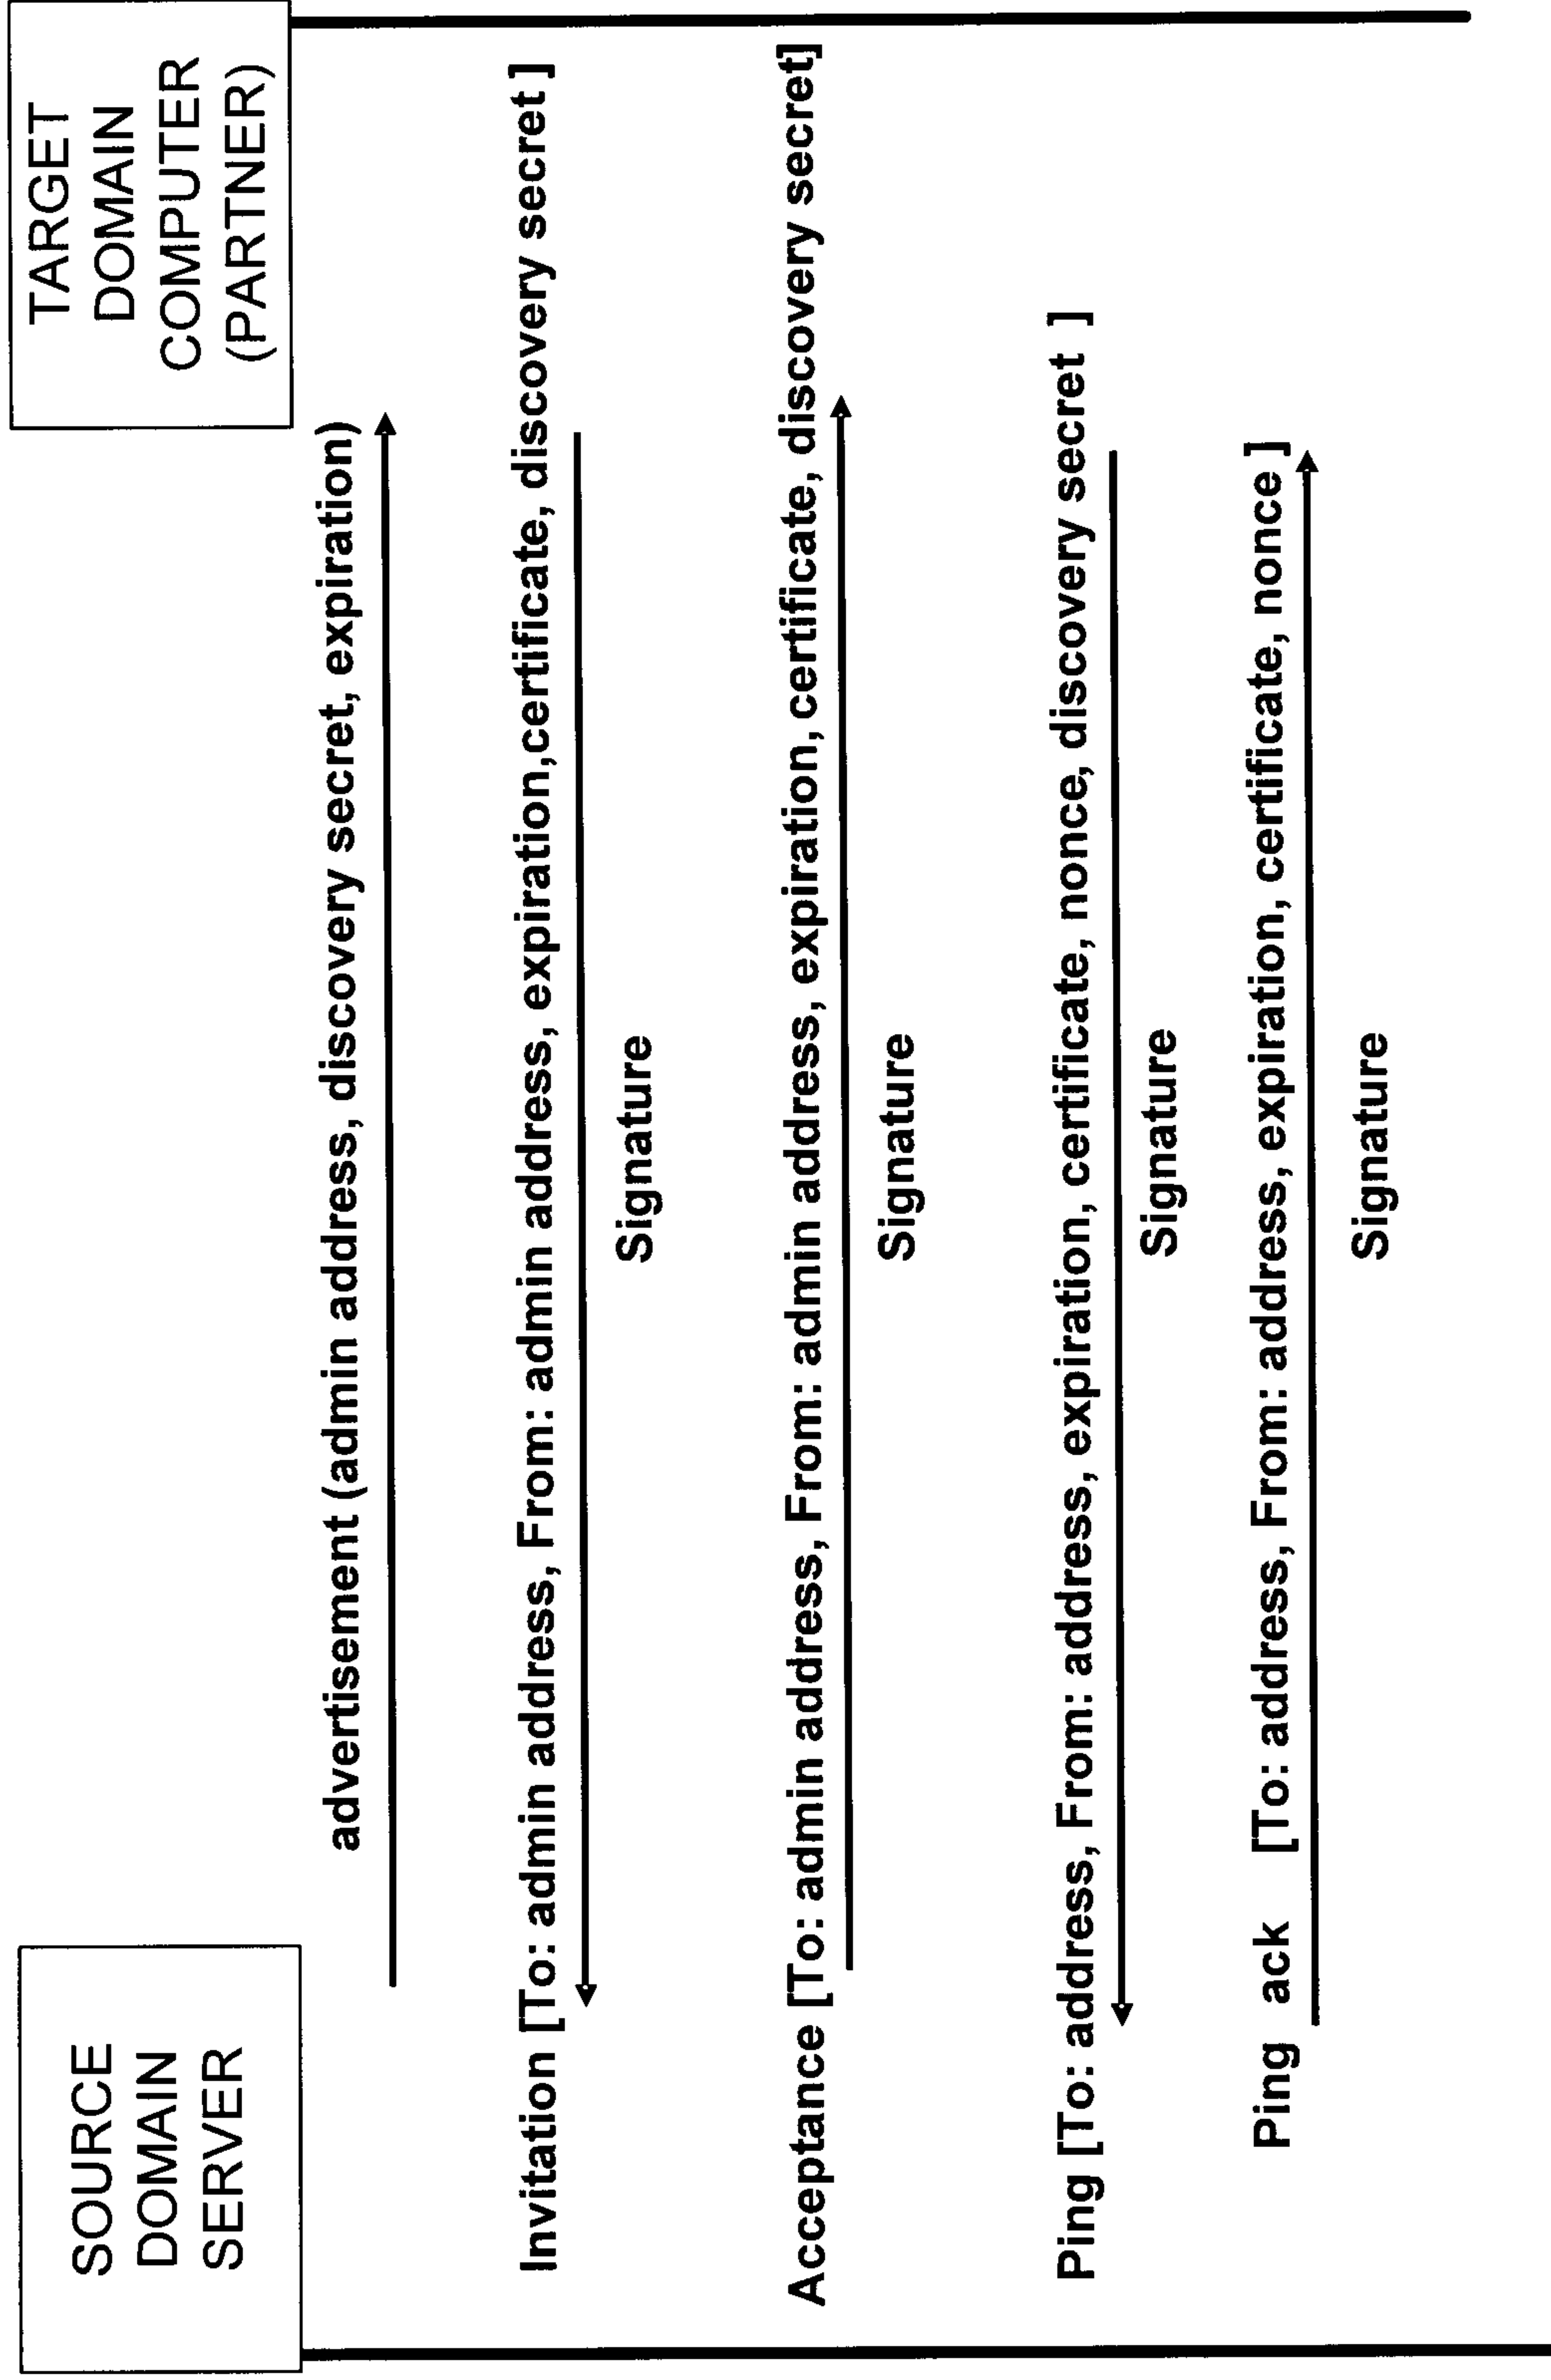 SOURCE
DOMAIN
SERVER
TARGET
DOMAIN
COMPUTER
(PARTNER)
advertisement (admin address, discovery secret, expiration)
Invitation [To: admin address, From: admin address, expiration,certificate, discovery secret ]
Signature
Acceptance [To: admin address, From: admin address, expiration, certificate, discovery secret]
Signature
Ping [To: address, From: address, expiration, certificate, nonce, discovery secret ]
Signature
Ping ack [To: address, From: address, expiration, certificate, nonce ]
Signature